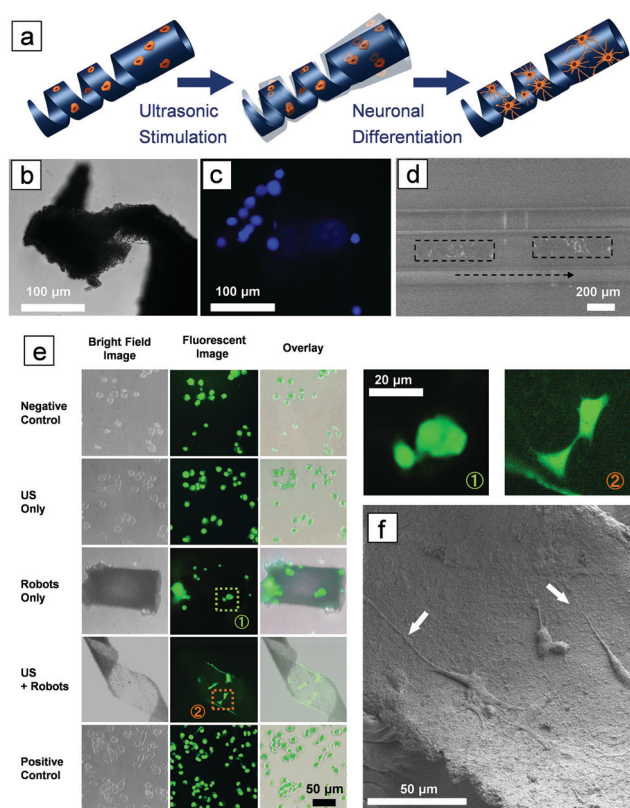 a
Ultrasonic
Stimulation
Neuronal
Differentiation
b
100 µm
c
100 µm
d
200 µm
e
Bright Field
Image
Fluorescent
Image
Overlay
Negative
Control
US
Only
Robots
Only
①
US
+ Robots
②
Positive
Control
50 µm
20 µm
①
②
f
50 µm